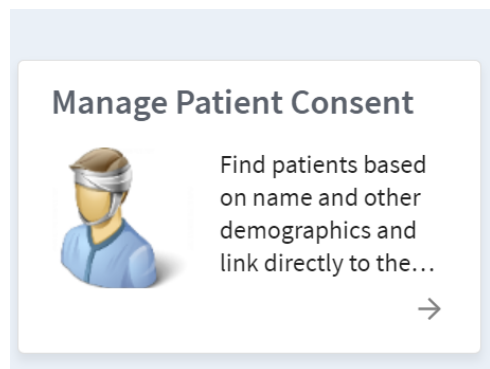 Manage Patient Consent
Find patients based
on name and other
demographics and
link directly to the...